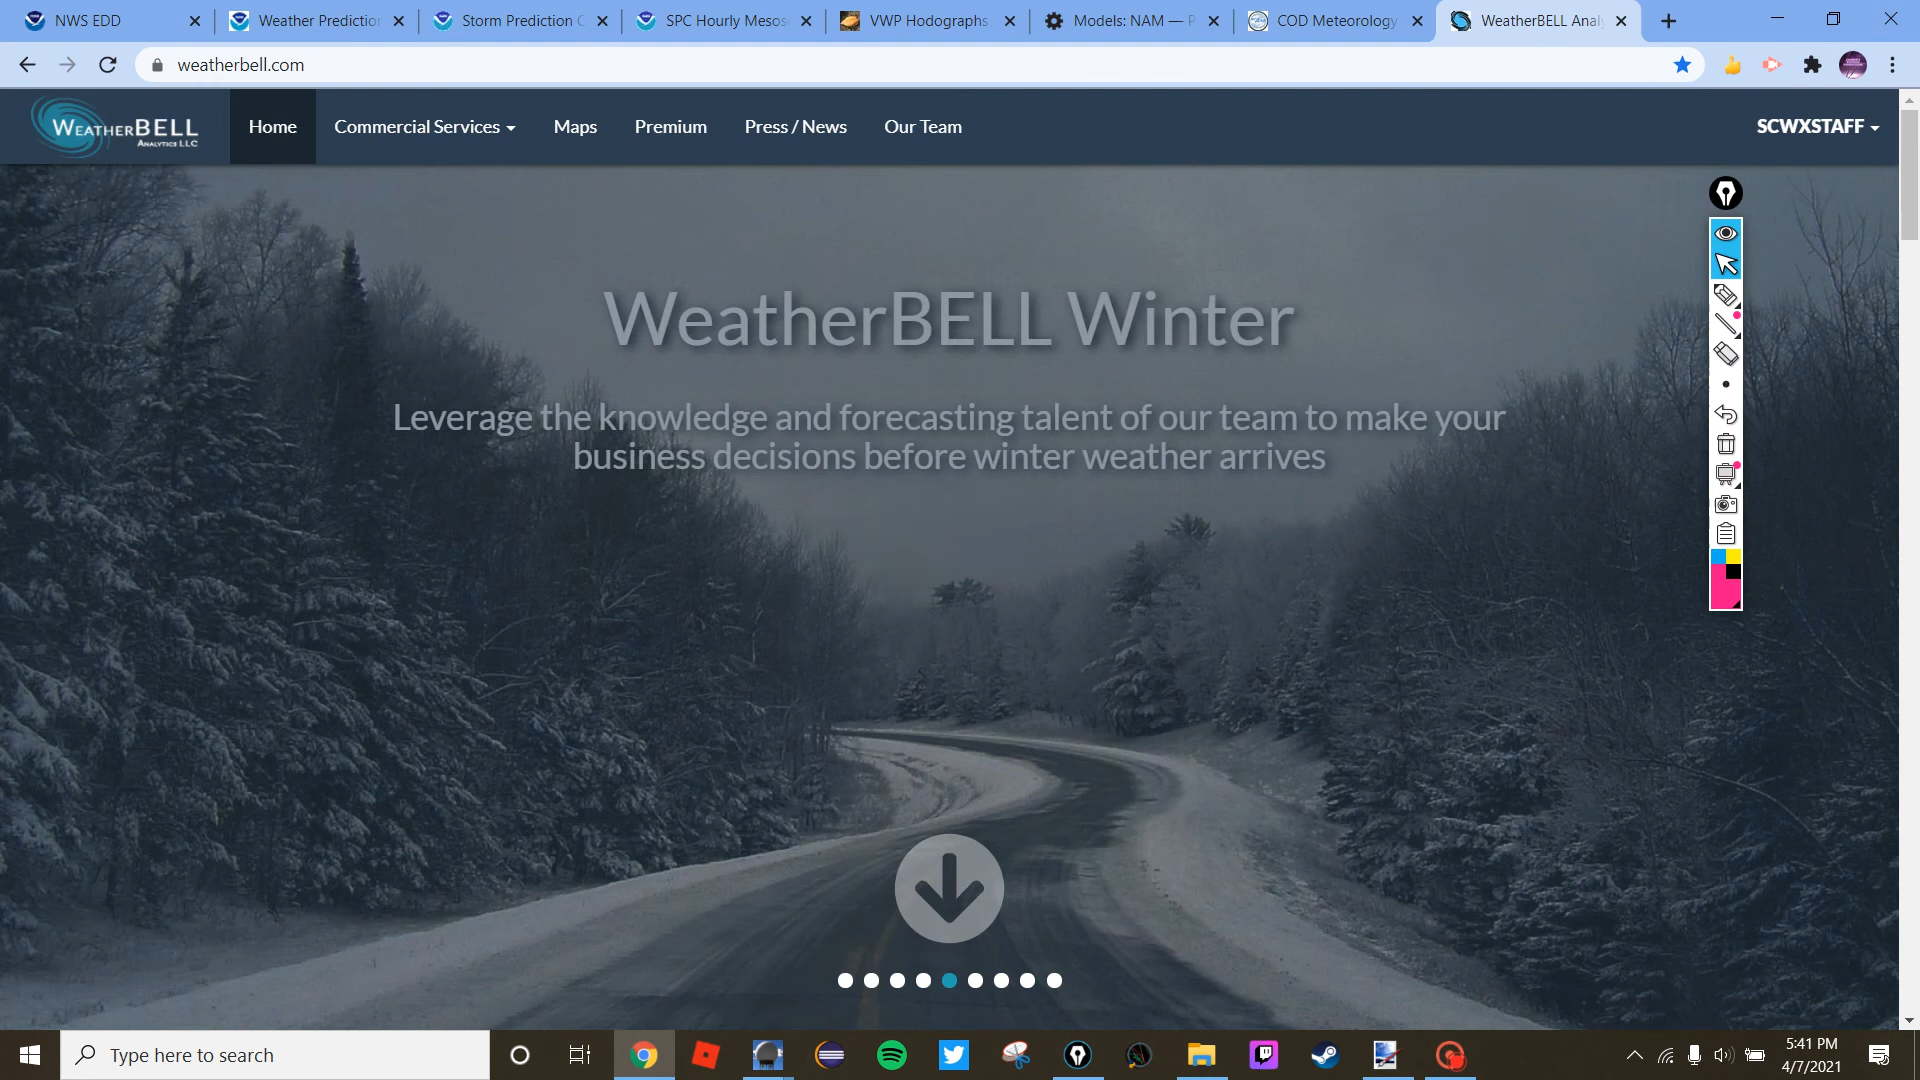 NWS EDD
Weather Prediction
Storm Prediction C
SPC Hourly Mesos
VWP Hodographs
Models: NAM — P
COD Meteorology
WeatherBELL Anal
weatherbell.com
WEATHERBELL
ANALYTICS LLC
Home
Commercial Services
Maps
Premium
Press / News
Our Team
SCWXSTAFF
WeatherBELL Winter
Leverage the knowledge and forecasting talent of our team to make your
business decisions before winter weather arrives
Type here to search
5:41 PM
4/7/2021